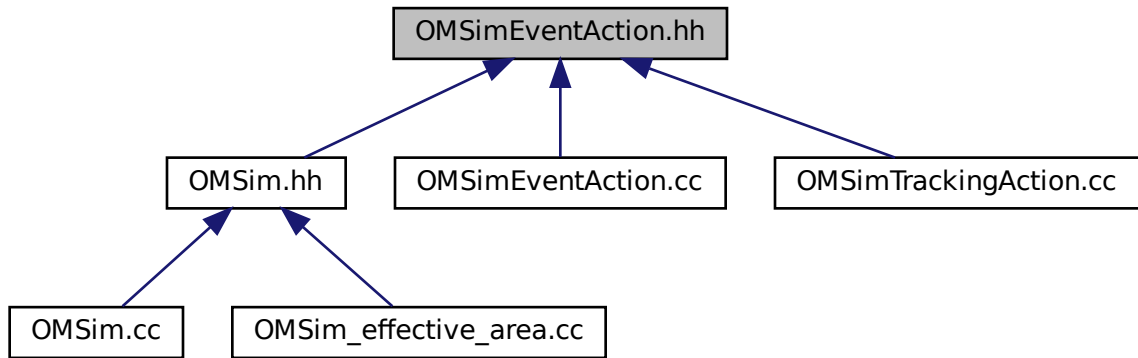 OMSimEventAction.hh
OMSim.hh
OMSimEventAction.cc
OMSimTrackingAction.cc
OMSim.cc
OMSim_effective_area.cc